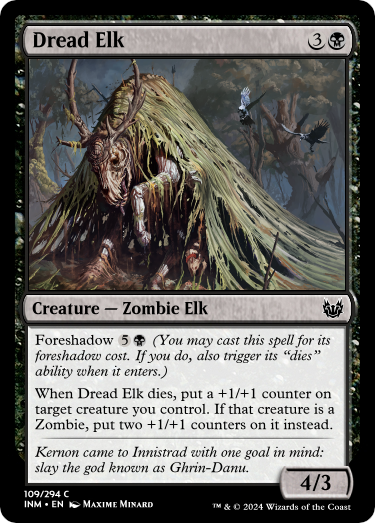 Dread Elk 3
Creature — Zombie Elk
Foreshadow 5 (You may cast this spell for its
foreshadow cost. If you do, also trigger its “dies”
ability when it enters.)
When Dread Elk dies, put a +1/+1 counter on
target creature you control. If that creature is a
Zombie, put two +1/+1 counters on it instead.
Kernon came to Innistrad with one goal in mind:
slay the god known as Ghrin-Danu.
4/3
109/294 C
INM • EN Maxime Minard ™ & © 2024 Wizards of the Coast